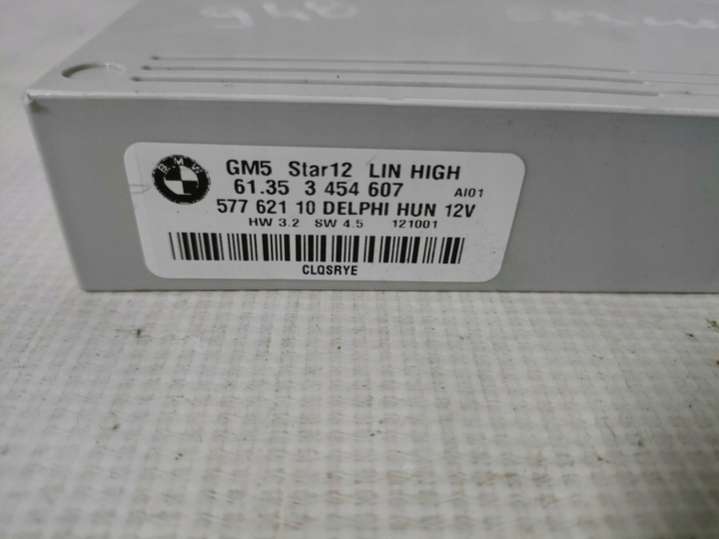 BMW
GM5 Star12 LIN HIGH
61.35 3 454 607 AI01
577 621 10 DELPHI HUN 12V
HW 3.2 SW 4.5 121001
CLQSRYE